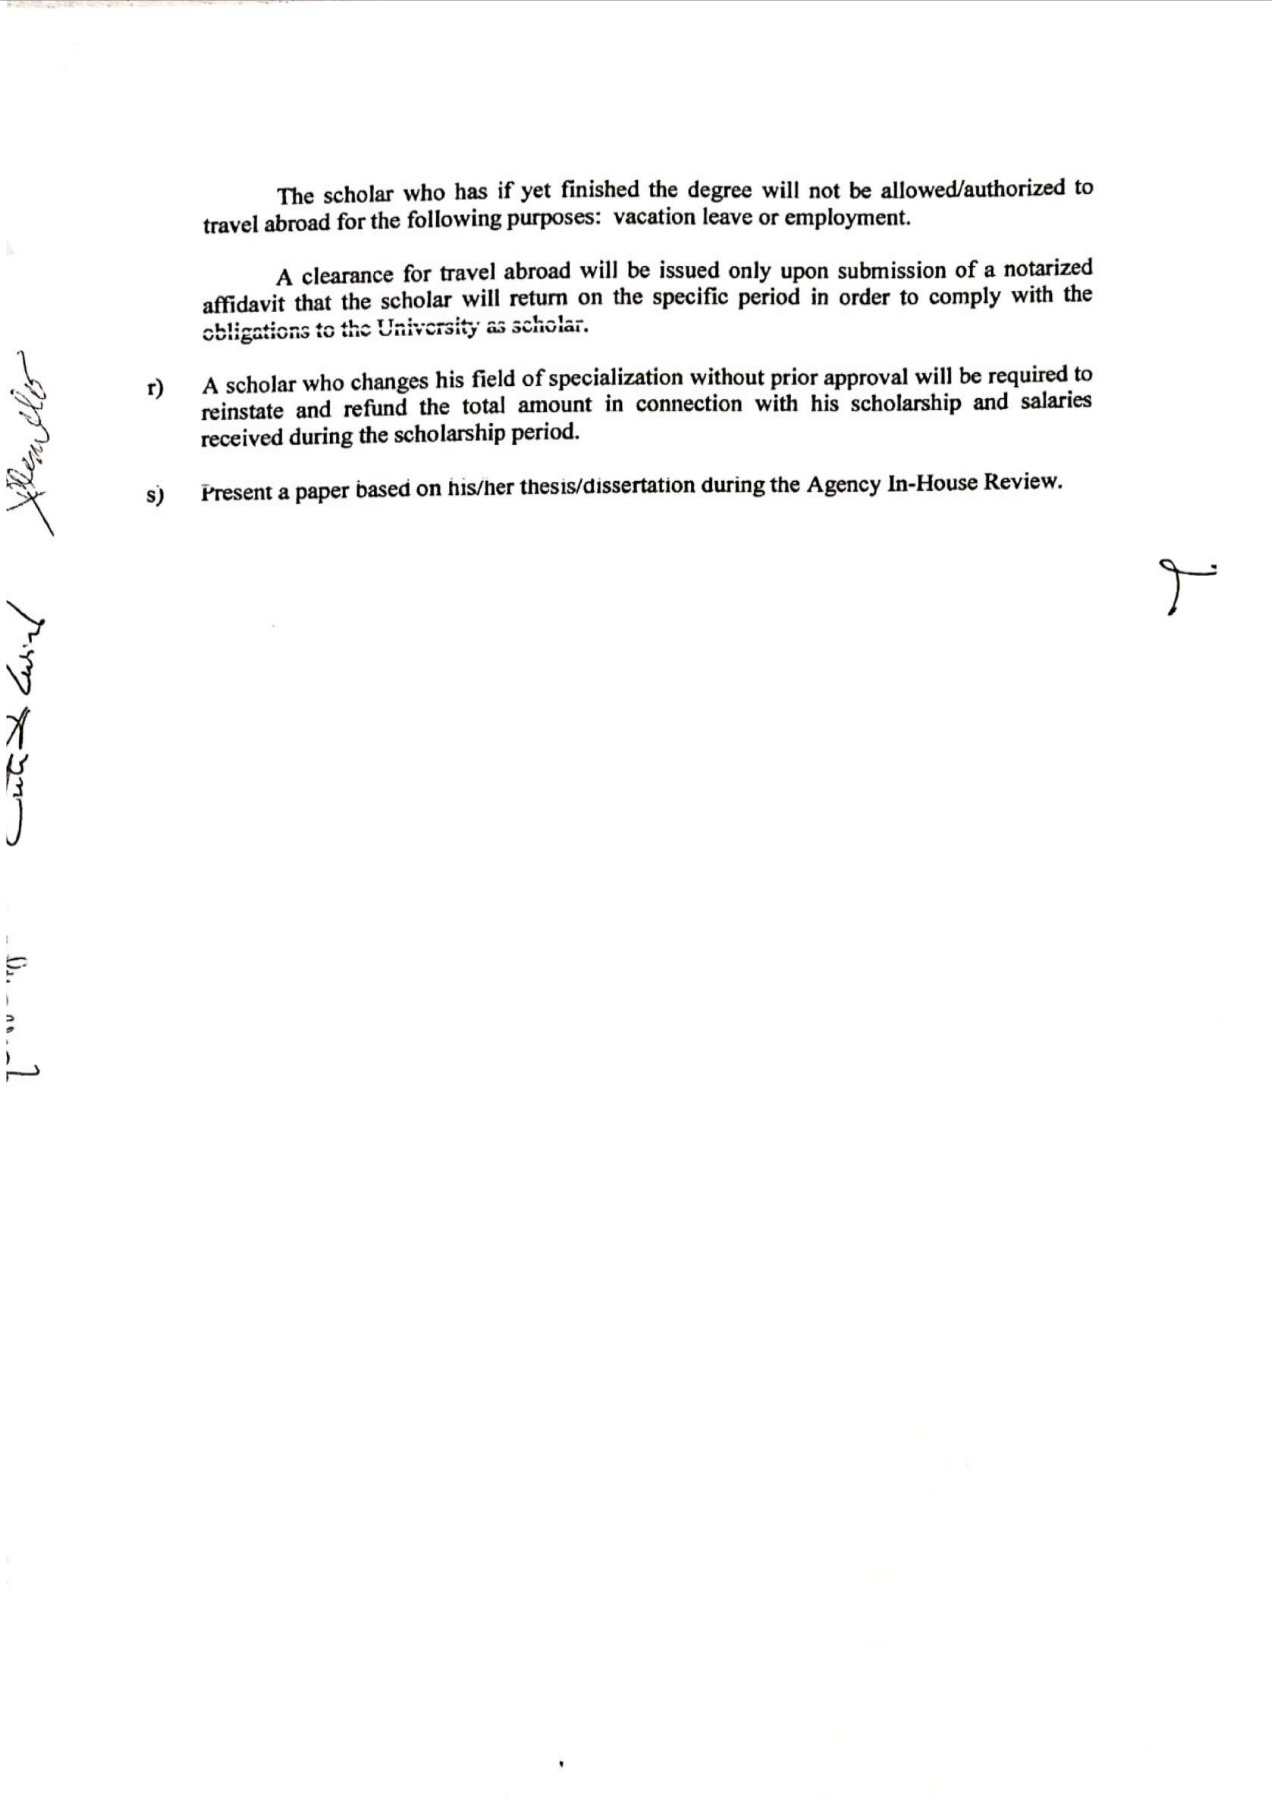 The scholar who has if yet finished the degree will not be allowed/authorized to
travel abroad for the following purposes: vacation leave or employment.
A clearance for travel abroad will be issued only upon submission of a notarized
affidavit that the scholar will return on the specific period in order to comply with the
obligations to the University as scholar.
r) A scholar who changes his field of specialization without prior approval will be required to
reinstate and refund the total amount in connection with his scholarship and salaries
received during the scholarship period.
s) Present a paper based on his/her thesis/dissertation during the Agency In-House Review.